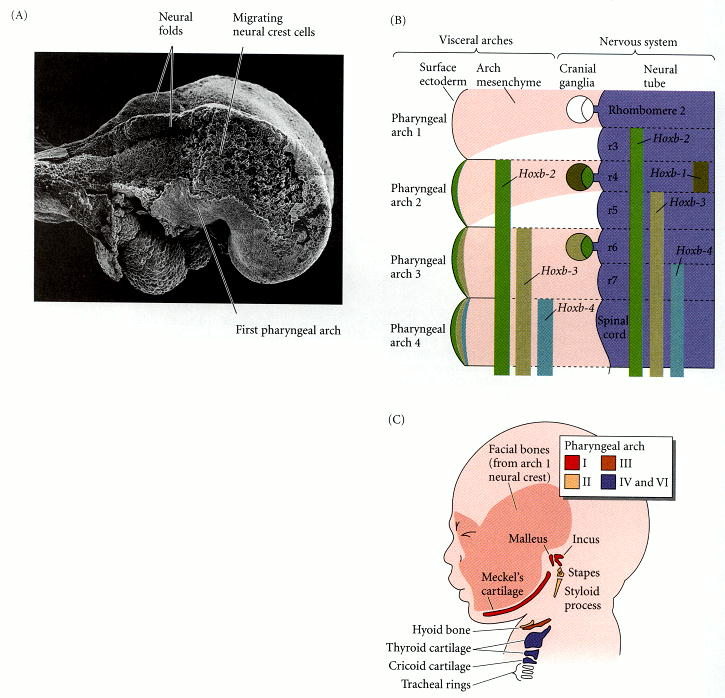 (A)
Neural
folds
Migrating
neural crest cells
First pharyngeal arch
(B)
Visceral arches
Nervous system
Surface
ectoderm
Arch
mesenchyme
Cranial
ganglia
Neural
tube
Pharyngeal
arch 1
Rhombomere 2
r3
Hoxb-2
Pharyngeal
arch 2
Hoxb-2
r4
Hoxb-1
r5
Hoxb-3
Pharyngeal
arch 3
Hoxb-3
r6
Hoxb-4
r7
Pharyngeal
arch 4
Hoxb-4
Spinal
cord
(C)
Facial bones
(from arch 1
neural crest)
Pharyngeal arch
I
III
II
IV and VI
Malleus
Incus
Meckel's
cartilage
Stapes
Styloid
process
Hyoid bone
Thyroid cartilage
Cricoid cartilage
Tracheal rings